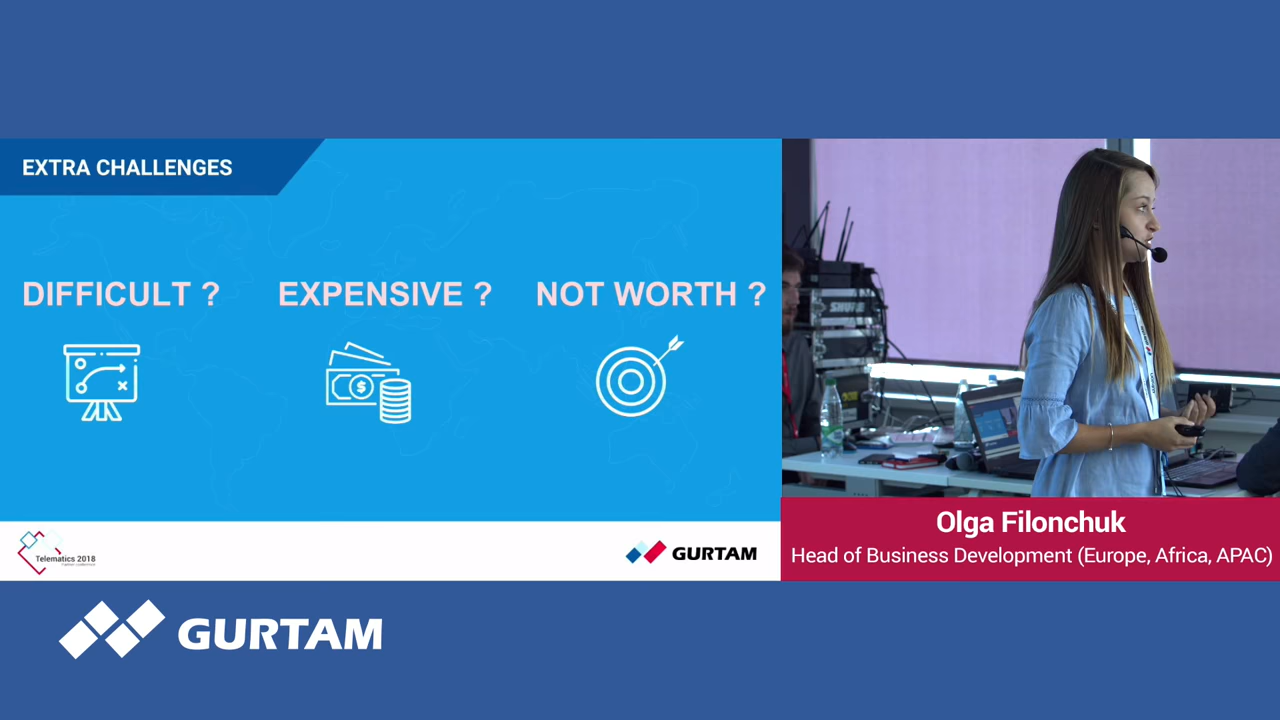 EXTRA CHALLENGES
DIFFICULT ?
EXPENSIVE ?
NOT WORTH ?
$
SHURE
Telematics 2018
GURTAM
Olga Filonchuk
Head of Business Development (Europe, Africa, APAC)
GURTAM